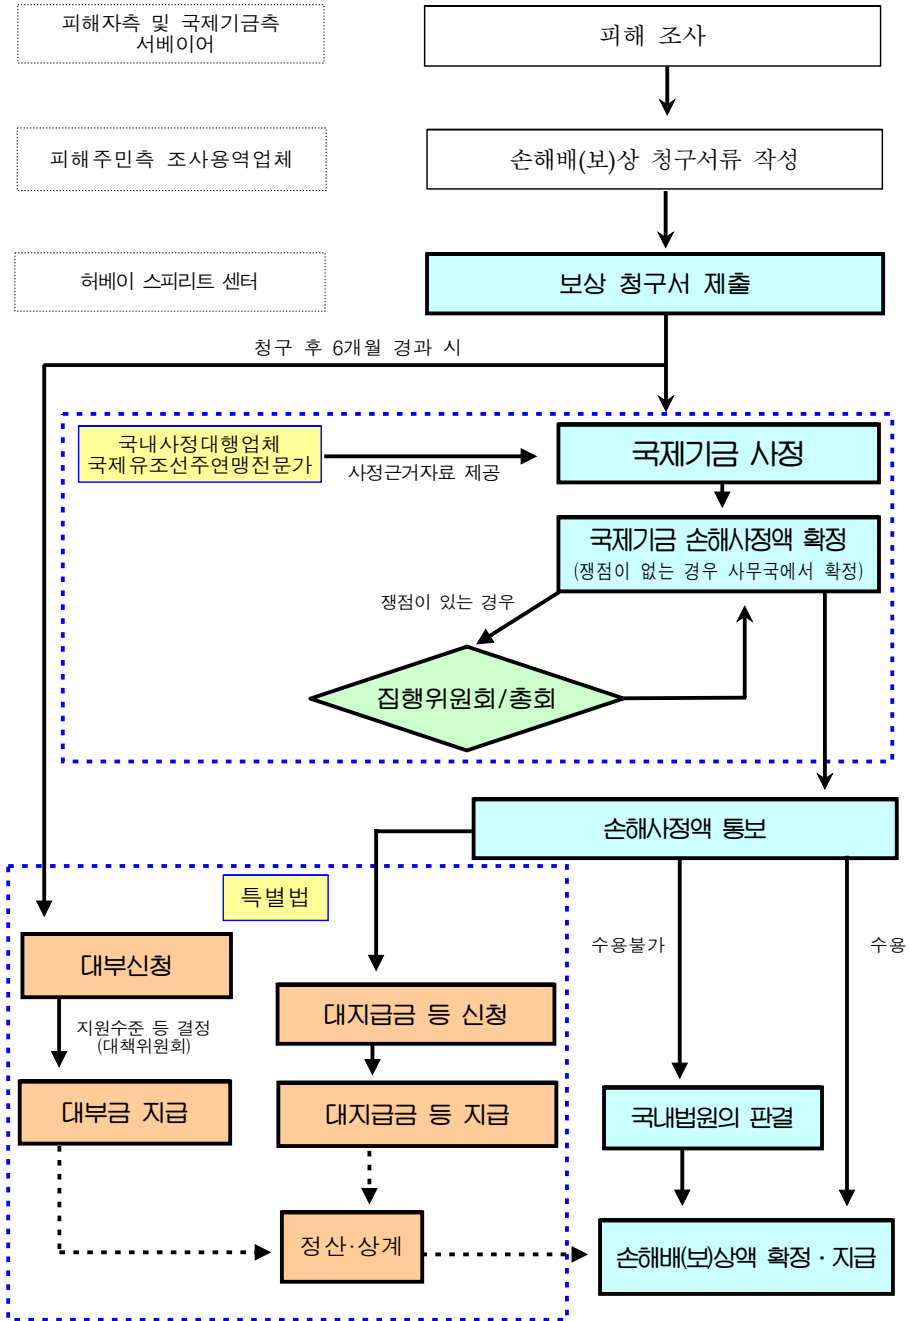 피해자측 및 국제기금측
서베이어
피해 조사
피해주민측 조사용역업체
손해배(보)상 청구서류 작성
허베이 스피리트 센터
보상 청구서 제출
청구 후 6개월 경과 시
국내사정대행업체
국제유조선주연맹전문가
사정근거자료 제공
국제기금 사정
국제기금 손해사정액 확정
(쟁점이 없는 경우 사무국에서 확정)
쟁점이 있는 경우
집행위원회/총회
손해사정액 통보
특별법
수용불가
수용
대부신청
대지급금 등 신청
지원수준 등 결정
(대책위원회)
대부금 지급
대지급금 등 지급
국내법원의 판결
정산·상계
손해배(보)상액 확정·지급